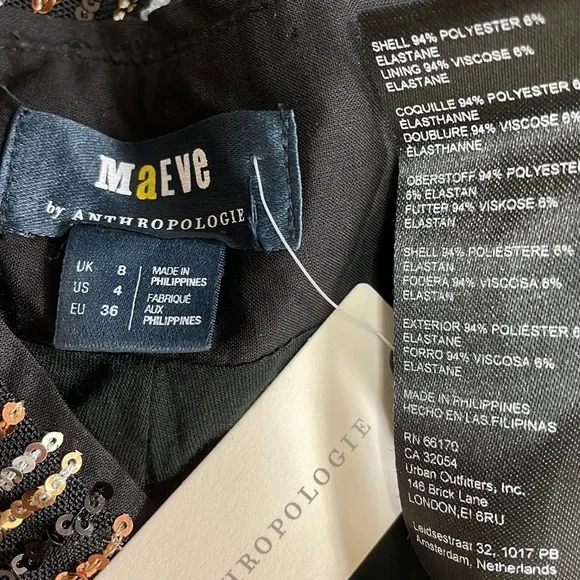 MaEve
by ANTHROPOLOGIE
UK 8
US 4
EU 36
MADE IN
PHILIPPINES
FABRIQUÉ
AUX
PHILIPPINES
ANTHROPOLOGIE
SHELL 94% POLYESTER 6%
ELASTANE
LINING 94% VISCOSE 6%
ELASTANE
COQUILLE 94% POLYESTER 6
ÉLASTHANNE
DOUBLURE 94% VISCOSE 6%
ÉLASTHANNE
OBERSTOFF 94% POLYESTE
6% ELASTAN
FUTTER 94% VISKOSE 6%
ELASTAN
SHELL 94% POLIESTERE 6%
ELASTAN
FODERA 94% VISCOSA 6%
ELASTAN
EXTERIOR 94% POLIÉSTER 6
ELASTANE
FORRO 94% VISCOSA 6%
ELASTANE
MADE IN PHILIPPINES
HECHO EN LAS FILIPINAS
RN 66170
CA 32054
Urban Outfitters, Inc.
146 Brick Lane
LONDON,E! 6RU
Leidsestraat 32, 1017 PB
Amsterdam, Netherlands